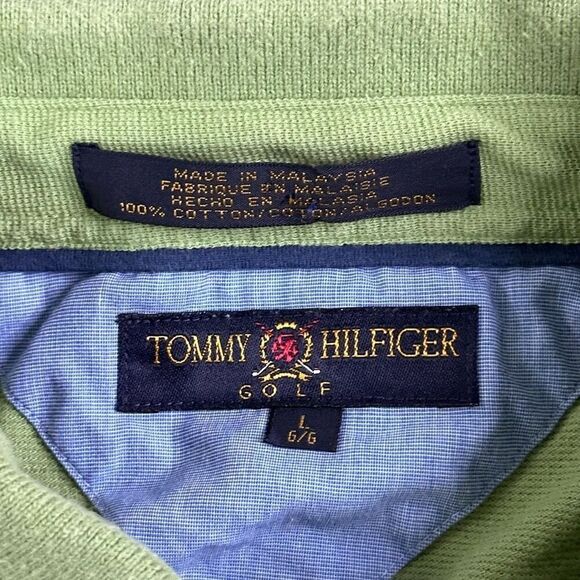 MADE IN MALAYSIA
FABRIQUE EN MALAISIE
HECHO EN MALASIA
100% COTTON/COTON/ALGODON
TOMMY HILFIGER
GOLF
L
G/G